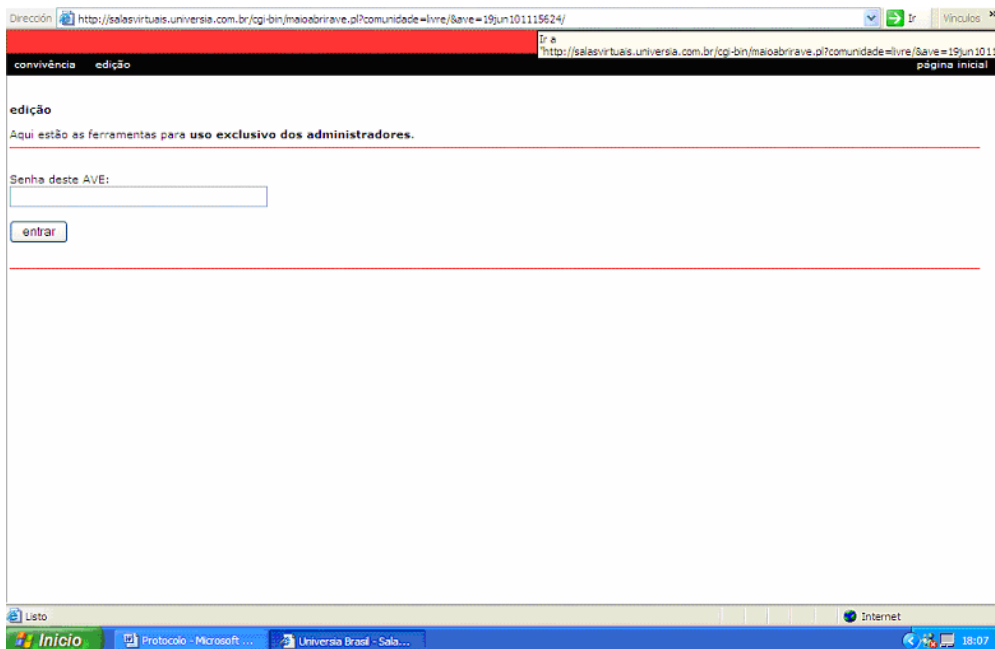 Dirección http://salasvirtuais.universia.com.br/cgi-bin/maioabrirave.pl?comunidade=livre/&ave=19jun101115624/ Ir Vínculos »
Ir a
"http://salasvirtuais.universia.com.br/cgi-bin/maioabrirave.pl?comunidade=livre/&ave=19jun1011
convivência edição página inicial
edição
Aqui estão as ferramentas para uso exclusivo dos administradores.
Senha deste AVE:
entrar
Listo Internet
Inicio Protocolo - Microsoft ... Universia Brasil - Sala... 18:07